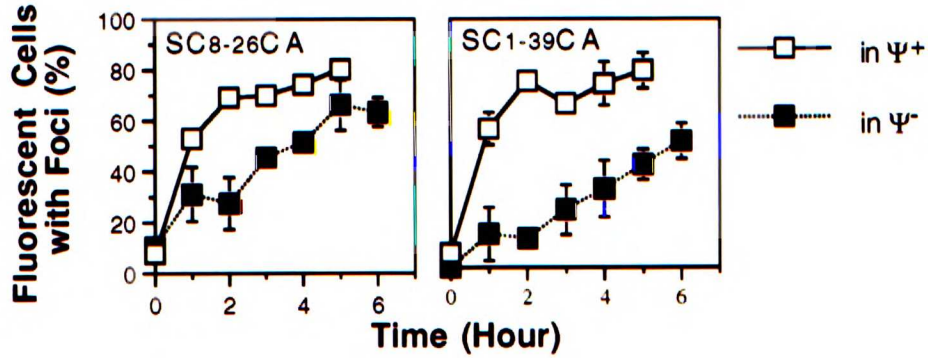 Fluorescent Cells
with Foci (%)
100
80
60
40
20
0
SC8-26CA
0 2 4 6
SC1-39CA
0 2 4 6
Time (Hour)
in Ψ+
in Ψ-